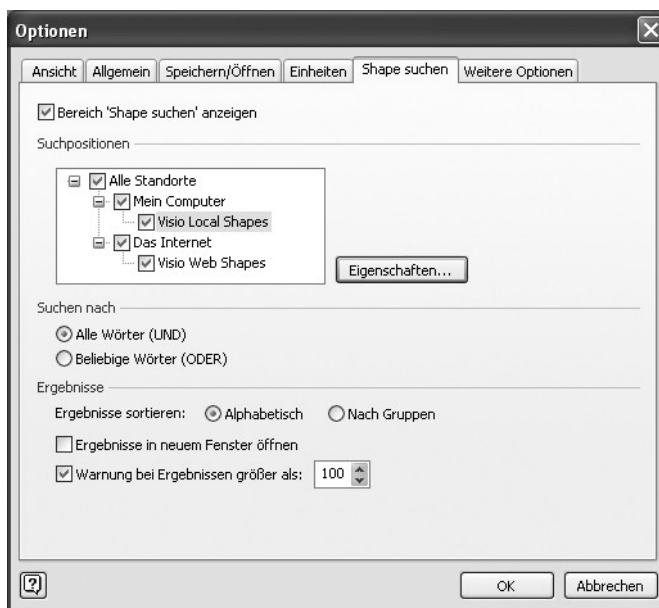 Optionen
Ansicht Allgemein Speichern/Öffnen Einheiten Shape suchen Weitere Optionen
Bereich 'Shape suchen' anzeigen
Suchpositionen
Alle Standorte
Mein Computer
Visio Local Shapes
Das Internet
Visio Web Shapes
Eigenschaften...
Suchen nach
Alle Wörter (UND)
Beliebige Wörter (ODER)
Ergebnisse
Ergebnisse sortieren: Alphabetisch Nach Gruppen
Ergebnisse in neuem Fenster öffnen
Warnung bei Ergebnissen größer als: 100
? OK Abbrechen